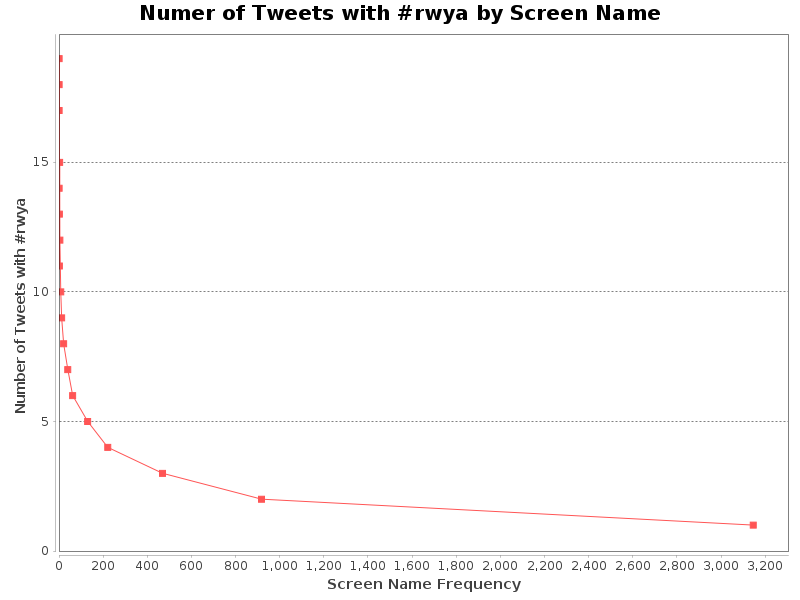 Numer of Tweets with #rwya by Screen Name
Number of Tweets with #rwya
15
10
5
0
0 200 400 600 800 1,000 1,200 1,400 1,600 1,800 2,000 2,200 2,400 2,600 2,800 3,000 3,200
Screen Name Frequency